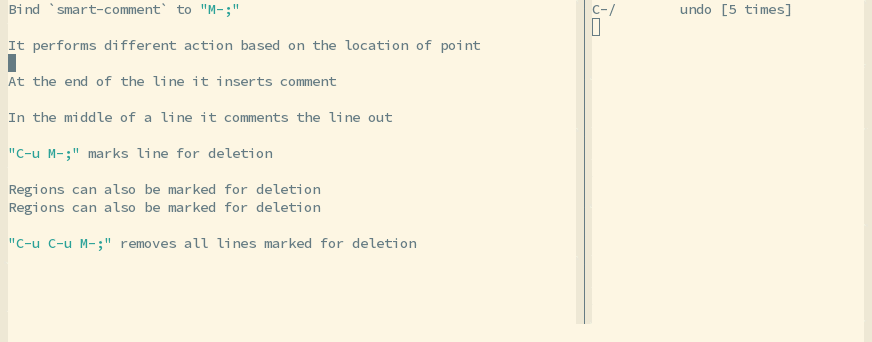 Bind `smart-comment` to "M-;"
It performs different action based on the location of point
At the end of the line it inserts comment
In the middle of a line it comments the line out
"C-u M-;" marks line for deletion
Regions can also be marked for deletion
Regions can also be marked for deletion
"C-u C-u M-;" removes all lines marked for deletion
C-/ undo [5 times]